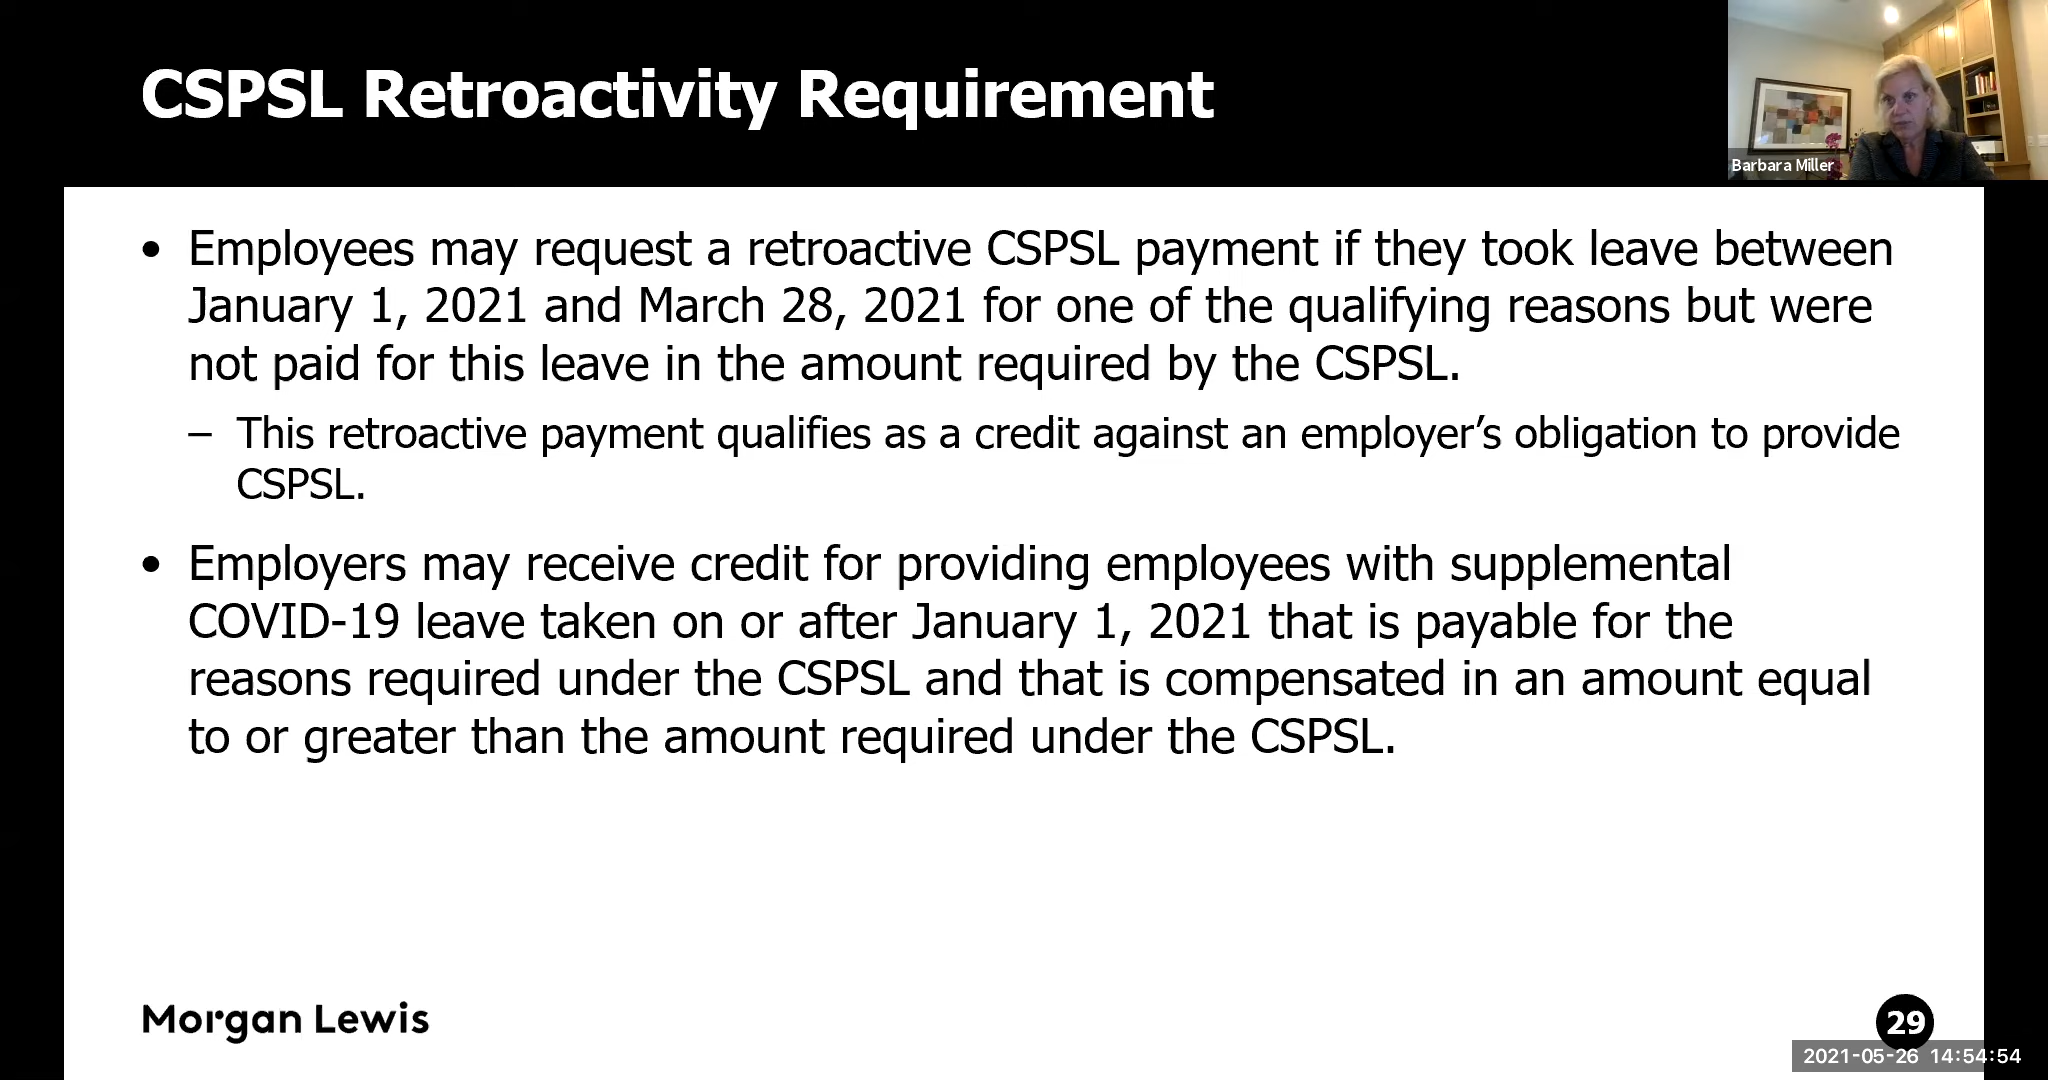 CSPSL Retroactivity Requirement
Barbara Miller
• Employees may request a retroactive CSPSL payment if they took leave between
January 1, 2021 and March 28, 2021 for one of the qualifying reasons but were
not paid for this leave in the amount required by the CSPSL.
– This retroactive payment qualifies as a credit against an employer’s obligation to provide
CSPSL.
• Employers may receive credit for providing employees with supplemental
COVID-19 leave taken on or after January 1, 2021 that is payable for the
reasons required under the CSPSL and that is compensated in an amount equal
to or greater than the amount required under the CSPSL.
Morgan Lewis
29
2021-05-26 14:54:54